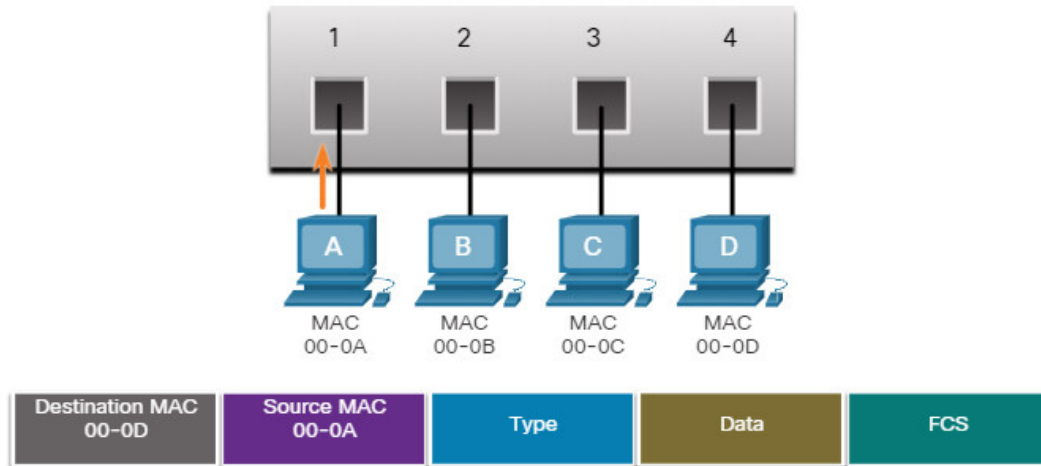 1 2 3 4
A B C D
MAC MAC MAC MAC
00-0A 00-0B 00-0C 00-0D
Destination MAC
00-0D
Source MAC
00-0A
Type
Data
FCS